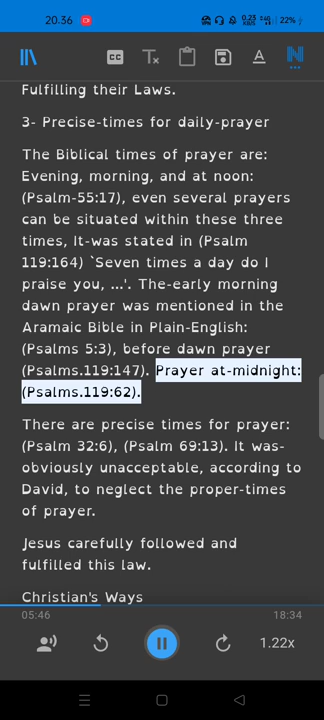 20.36
0.23 KB/S
22%
CC
Fulfilling their Laws.
3- Precise-times for daily-prayer
The Biblical times of prayer are:
Evening, morning, and at noon:
(Psalm-55:17), even several prayers
can be situated within these three
times, It-was stated in (Psalm
119:164) `Seven times a day do I
praise you, ...'. The-early morning
dawn prayer was mentioned in the
Aramaic Bible in Plain-English:
(Psalms 5:3), before dawn prayer
(Psalms.119:147). Prayer at-midnight:
(Psalms.119:62).
There are precise times for prayer:
(Psalm 32:6), (Psalm 69:13). It was-
obviously unacceptable, according to
David, to neglect the proper-times
of prayer.
Jesus carefully followed and
fulfilled this law.
Christian's Ways
05:46
18:34
1.22x